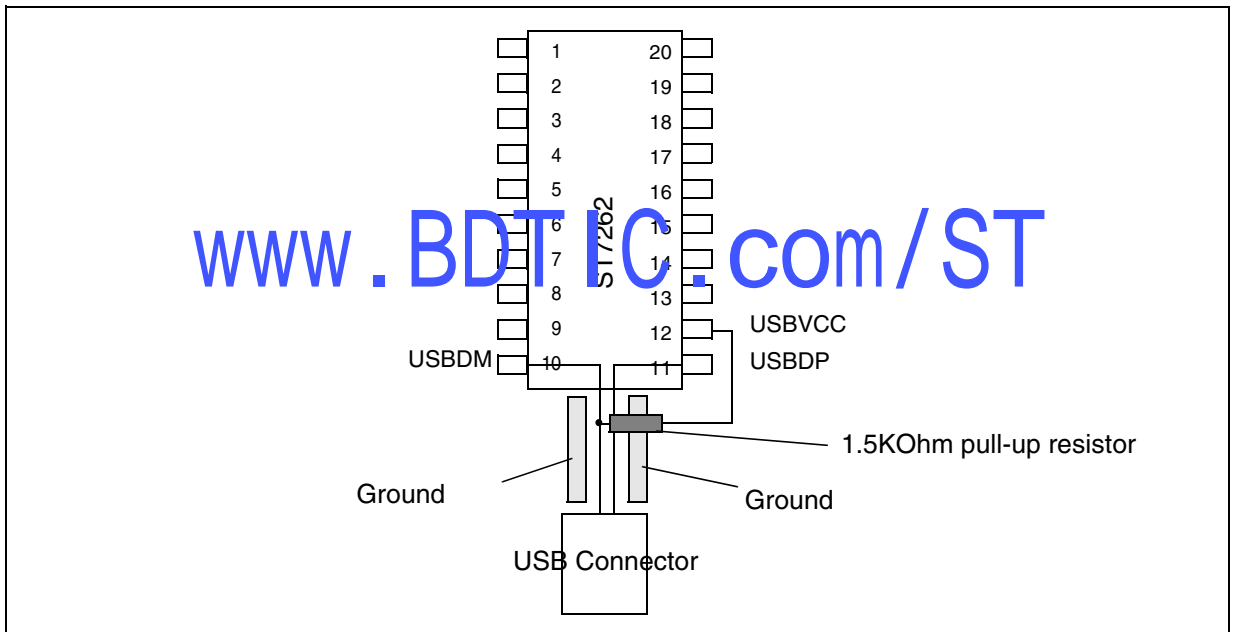 1 20
2 19
3 18
4 17
5 16
6 15
7 14
8 13
9 12
10 11
ST7262
www.BDTIC.com/ST
USBVCC
USBDM
USBDP
1.5KOhm pull-up resistor
Ground
Ground
USB Connector